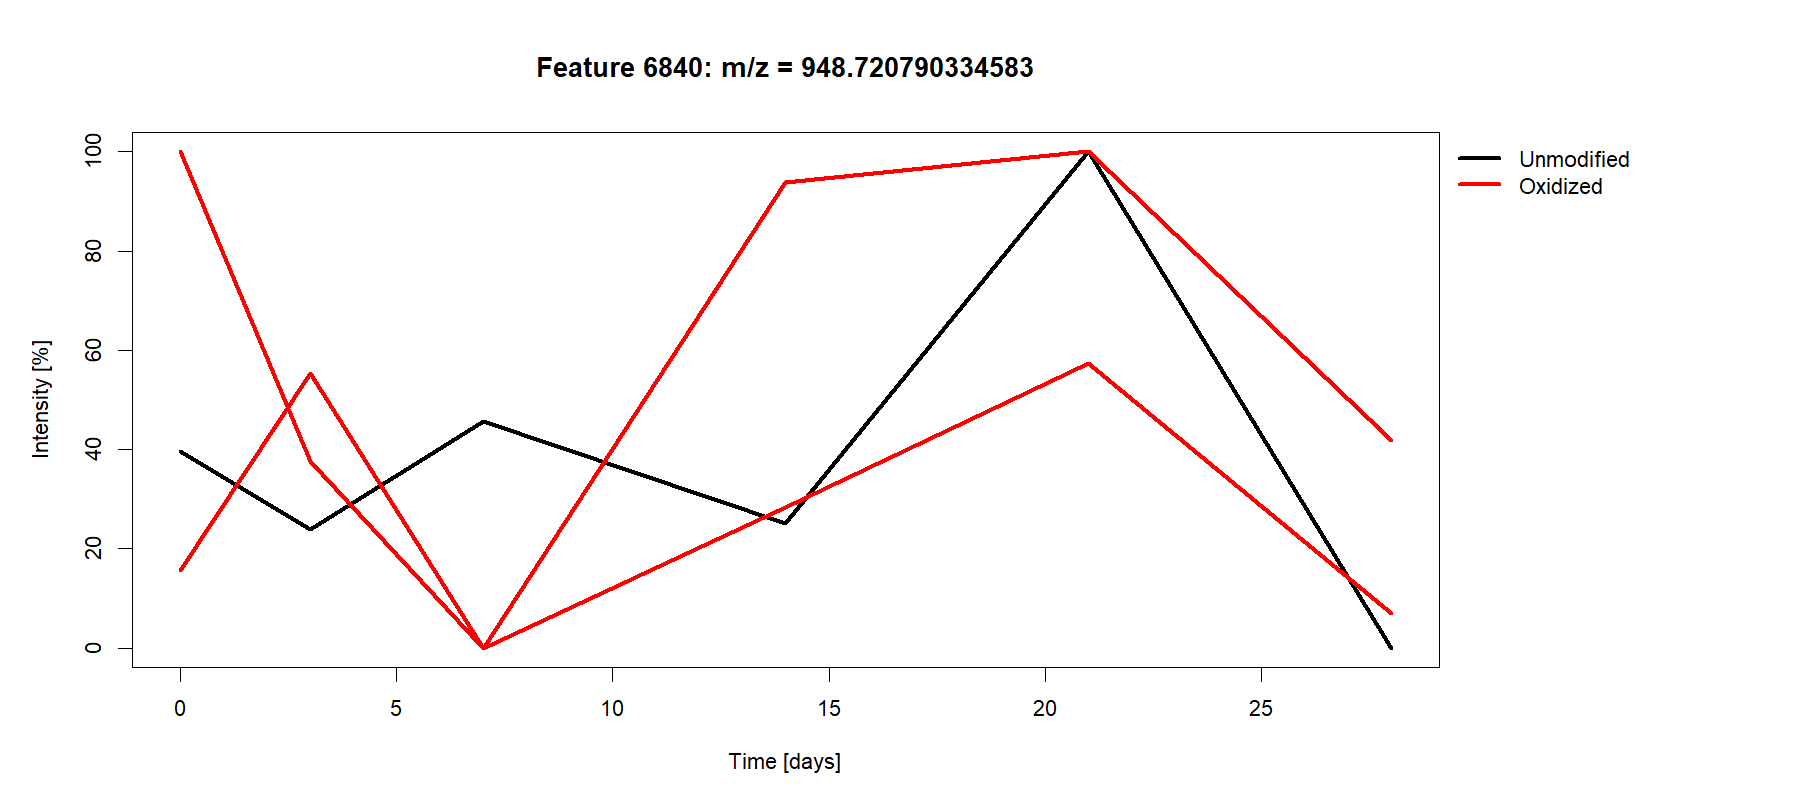 Feature 6840: m/z = 948.720790334583
Unmodified
Oxidized
Intensity [%]
100
80
60
40
20
0
0 5 10 15 20 25
Time [days]